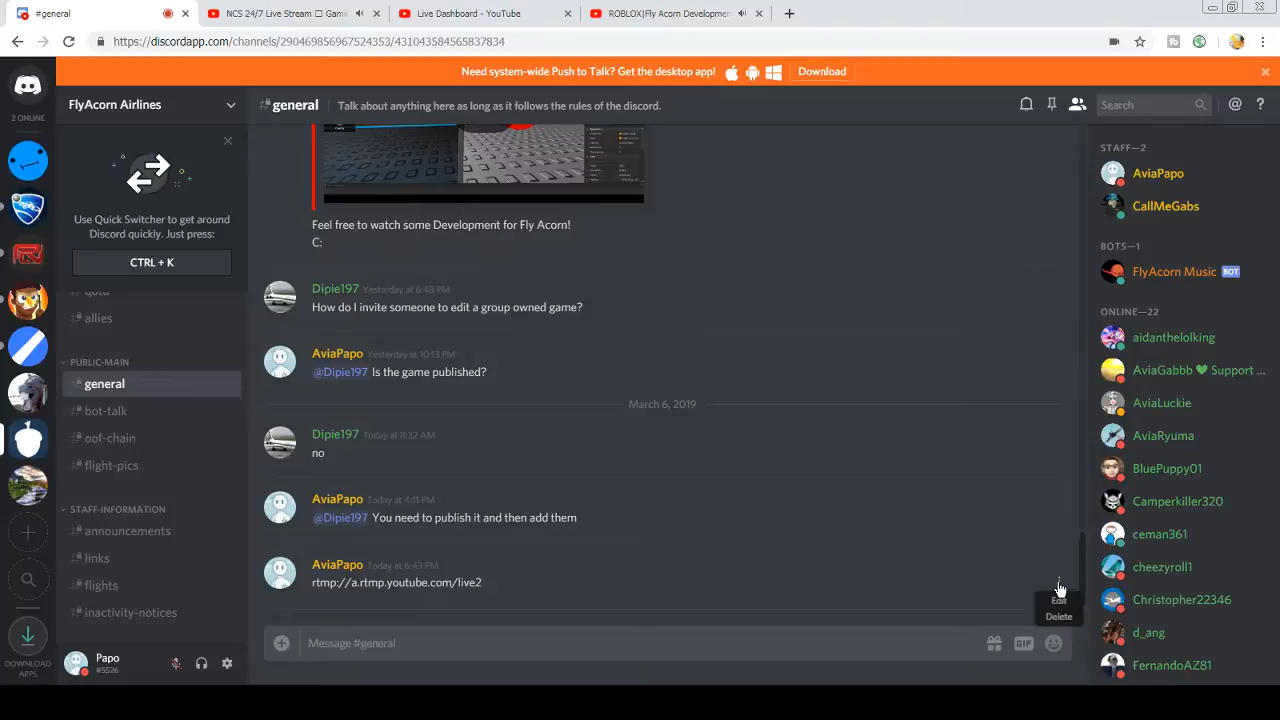 #general
NCS 24/7 Live Stream
Live Dashboard - YouTube
ROBLOX|Fly Acorn Developmen
https://discordapp.com/channels/290469856967524353/431043584565837834
Need system-wide Push to Talk? Get the desktop app!
Download
2 ONLINE
FlyAcorn Airlines
#general
Talk about anything here as long as it follows the rules of the discord.
Search
Use Quick Switcher to get around
Discord quickly. Just press:
CTRL + K
allies
PUBLIC-MAIN
general
bot-talk
oof-chain
flight-pics
STAFF-INFORMATION
announcements
links
flights
inactivity-notices
DOWNLOAD
APPS
Papo
#5526
Feel free to watch some Development for Fly Acorn!
C:
Dipie197 Yesterday at 6:48 PM
How do I invite someone to edit a group owned game?
AviaPapo Yesterday at 10:13 PM
@Dipie197 Is the game published?
March 6, 2019
Dipie197 Today at 8:32 AM
no
AviaPapo Today at 4:11 PM
@Dipie197 You need to publish it and then add them
AviaPapo Today at 6:43 PM
rtmp://a.rtmp.youtube.com/live2
Edit
Delete
Message #general
GIF
STAFF—2
AviaPapo
CallMeGabs
BOTS—1
FlyAcorn Music BOT
ONLINE—22
aidanthelolking
AviaGabbb 💚 Support ...
AviaLuckie
AviaRyuma
BluePuppy01
Camperkiller320
ceman361
cheezyroll1
Christopher22346
d_ang
FernandoAZ81